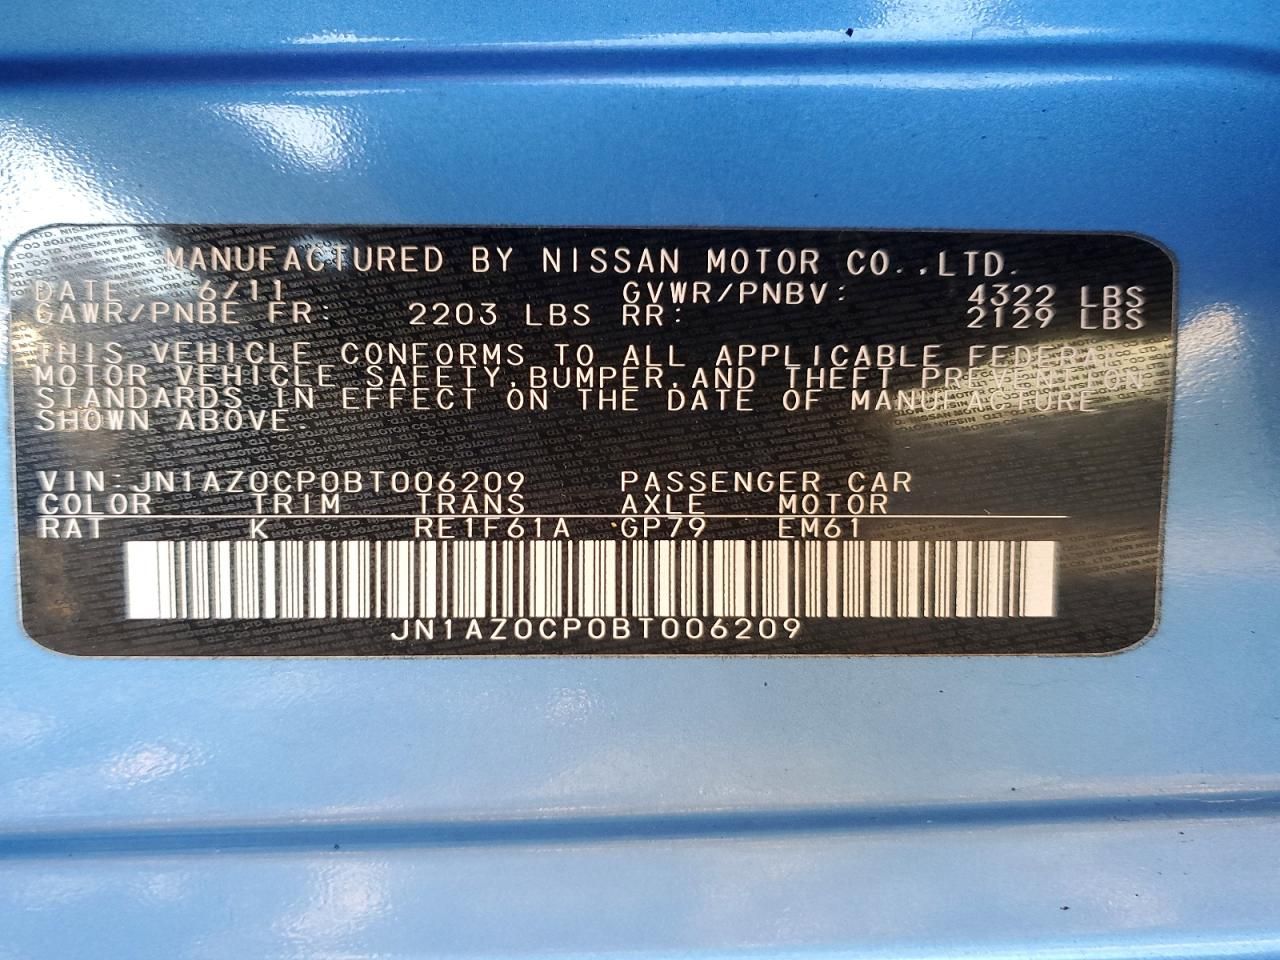 MANUFACTURED BY NISSAN MOTOR CO.,LTD.
DATE 6/11 GVWR/PNBV: 4322 LBS
GAWR/PNBE FR: 2203 LBS RR: 2129 LBS
THIS VEHICLE CONFORMS TO ALL APPLICABLE FEDERAL
MOTOR VEHICLE SAFETY,BUMPER,AND THEFT PREVENTION
STANDARDS IN EFFECT ON THE DATE OF MANUFACTURE
SHOWN ABOVE.
VIN:JN1AZ0CP0BT006209 PASSENGER CAR
COLOR TRIM TRANS AXLE MOTOR
RAT K RE1F61A GP79 EM61
JN1AZ0CP0BT006209